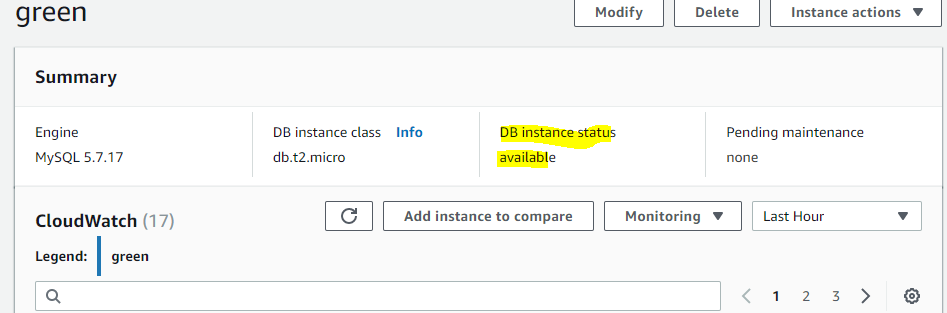 green
Modify
Delete
Instance actions
Summary
Engine
MySQL 5.7.17
DB instance class Info
db.t2.micro
DB instance status
available
Pending maintenance
none
CloudWatch (17)
Add instance to compare
Monitoring
Last Hour
Legend: green
1 2 3